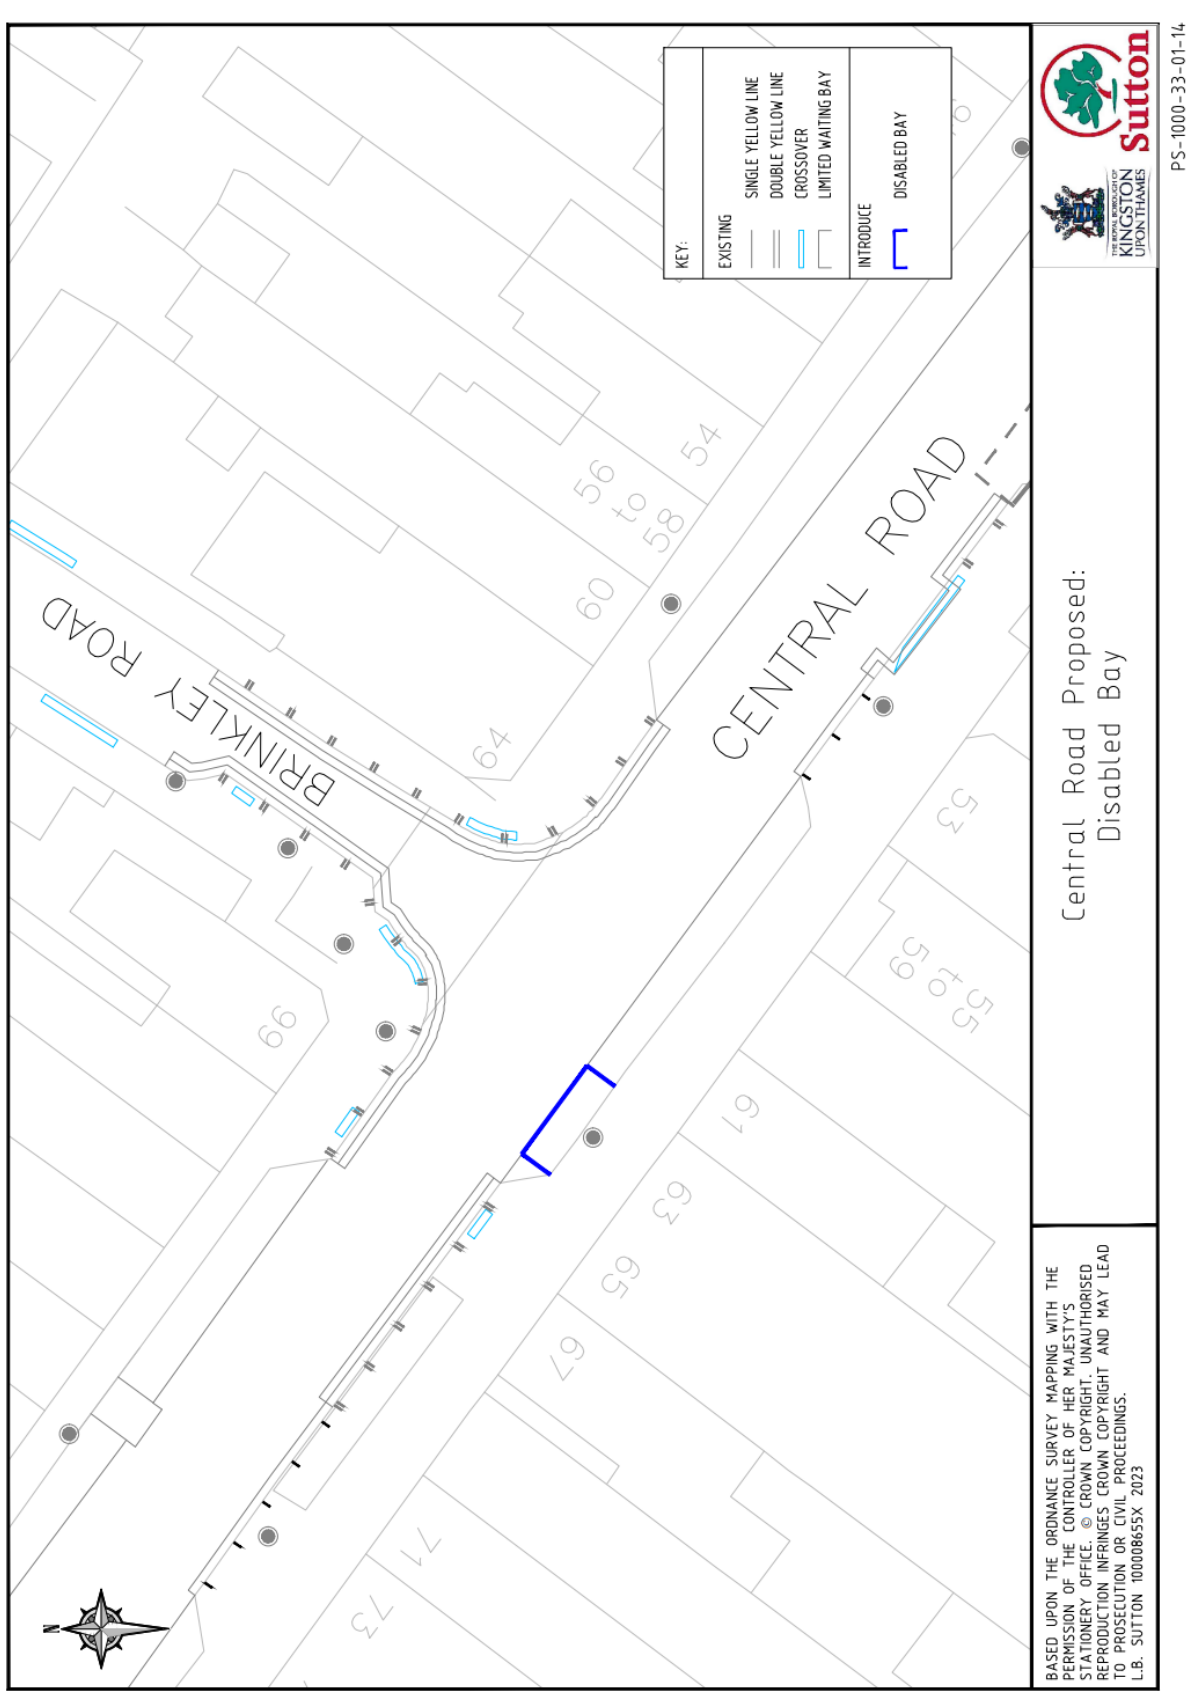 KEY:
EXISTING
SINGLE YELLOW LINE
DOUBLE YELLOW LINE
CROSSOVER
LIMITED WAITING BAY
INTRODUCE
DISABLED BAY
BRINKLEY ROAD
CENTRAL ROAD
54
56
to
58
60
64
66
53
55
to
59
61
63
65
67
71
73
N
BASED UPON THE ORDNANCE SURVEY MAPPING WITH THE
PERMISSION OF THE CONTROLLER OF HER MAJESTY'S
STATIONERY OFFICE. © CROWN COPYRIGHT. UNAUTHORISED
REPRODUCTION INFRINGES CROWN COPYRIGHT AND MAY LEAD
TO PROSECUTION OR CIVIL PROCEEDINGS.
L.B. SUTTON 100008655X 2023
Central Road Proposed:
Disabled Bay
THE ROYAL BOROUGH OF
KINGSTON
UPON THAMES
Sutton
PS-1000-33-01-14